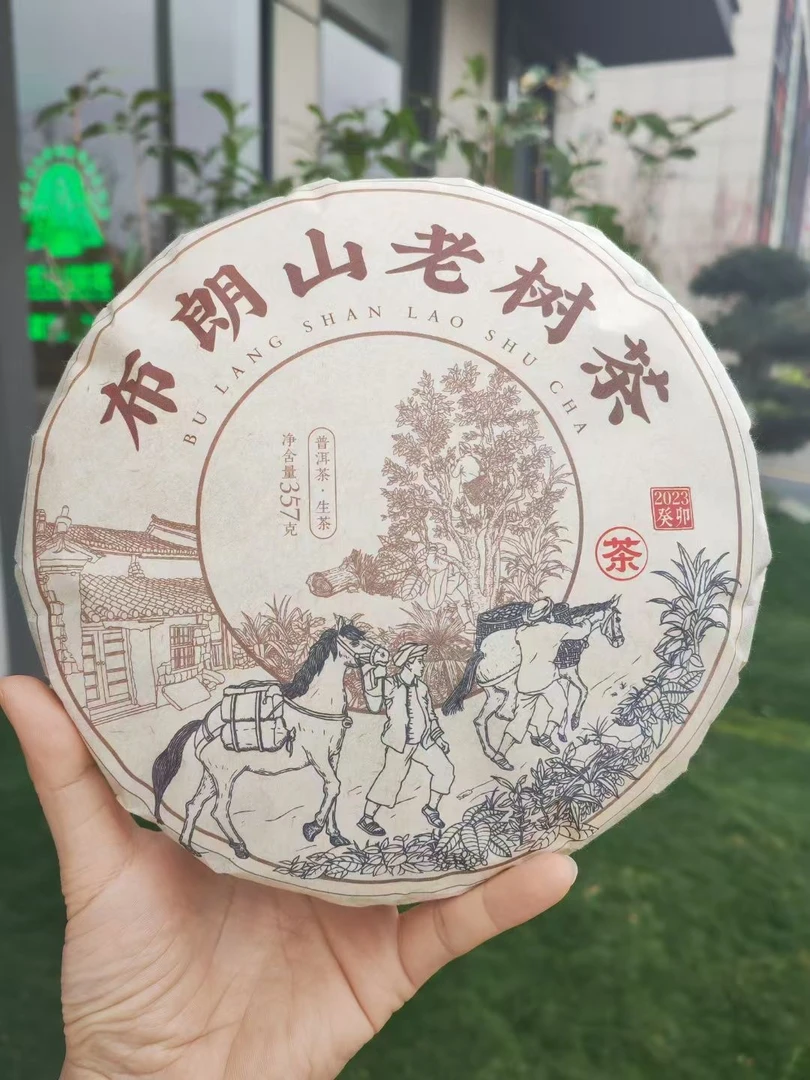 布朗山老树茶
BU LANG SHAN LAO SHU CHA
普洱茶·生茶
净含量357克
2023
癸卯
茶